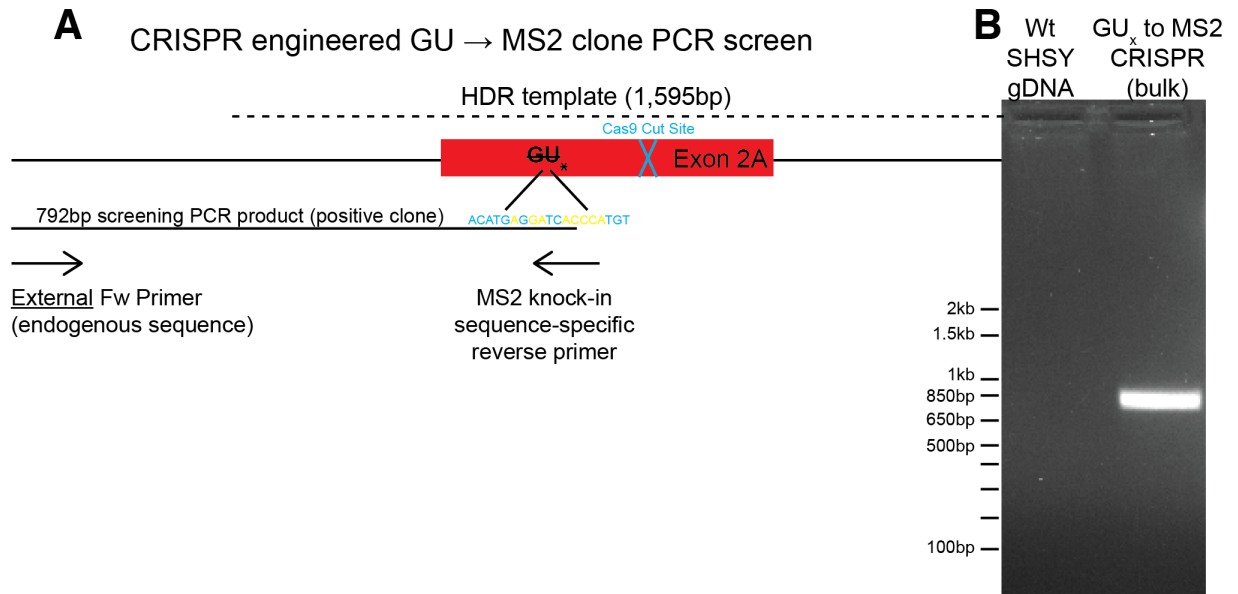 A
CRISPR engineered GU → MS2 clone PCR screen
HDR template (1,595bp)
Cas9 Cut Site
GU*
Exon 2A
792bp screening PCR product (positive clone)
ACATGAGGATCACCCATGT
External Fw Primer
(endogenous sequence)
MS2 knock-in
sequence-specific
reverse primer
B
Wt
SHSY
gDNA
GUx to MS2
CRISPR
(bulk)
2kb
1.5kb
1kb
850bp
650bp
500bp
100bp